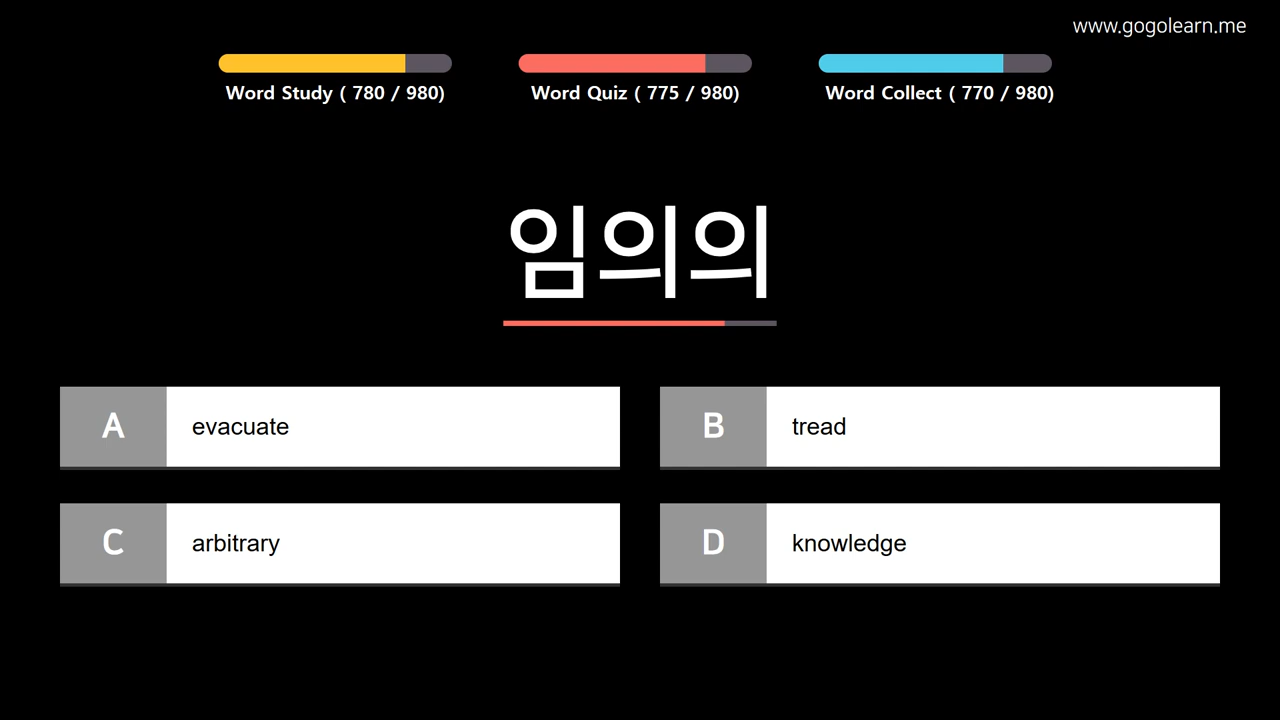 www.gogolearn.me
Word Study ( 780 / 980)
Word Quiz ( 775 / 980)
Word Collect ( 770 / 980)
임의의
A evacuate
B tread
C arbitrary
D knowledge